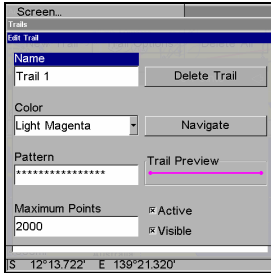 Screen...
Trails
Edit Trail
Name
Trail 1
Delete Trail
Color
Light Magenta
Navigate
Pattern
Trail Preview
****************
Maximum Points
2000
Active
Visible
S 12°13.722' E 139°21.320'